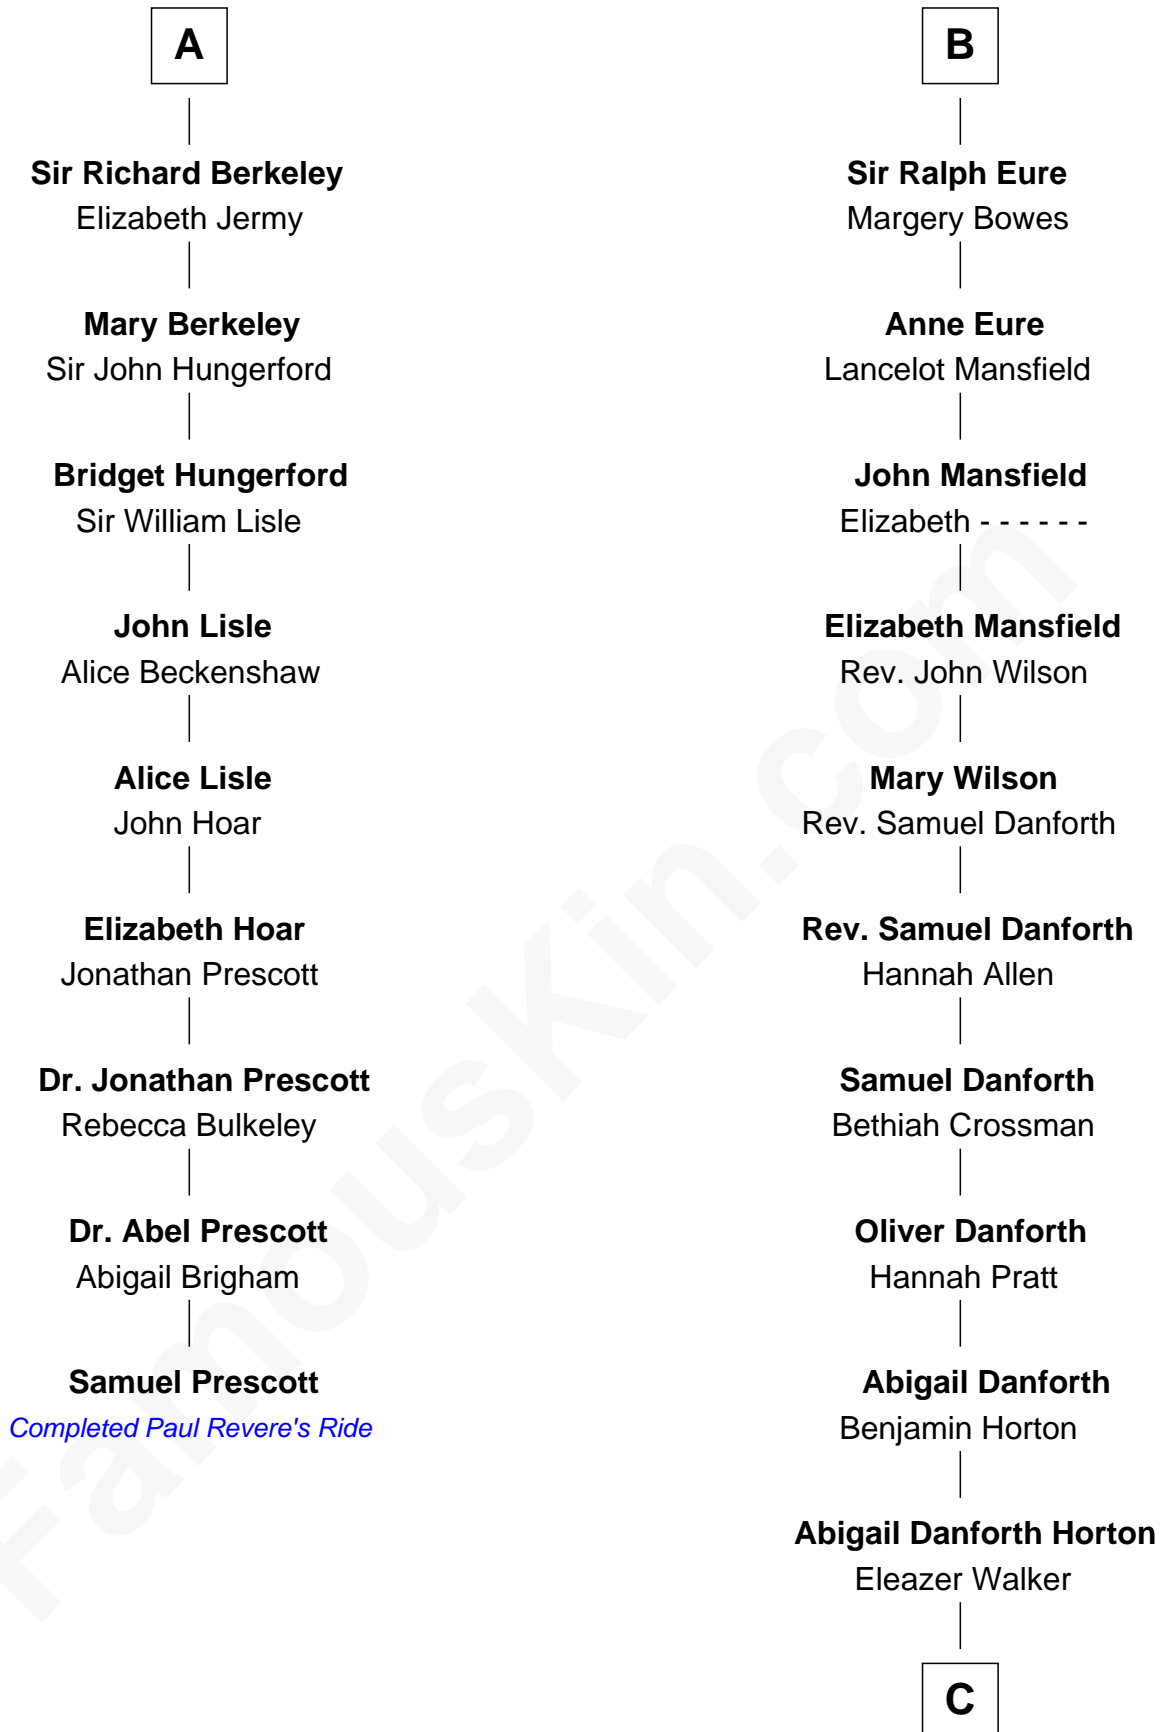 A
Sir Richard Berkeley
Elizabeth Jermy
Mary Berkeley
Sir John Hungerford
Bridget Hungerford
Sir William Lisle
John Lisle
Alice Beckenshaw
Alice Lisle
John Hoar
Elizabeth Hoar
Jonathan Prescott
Dr. Jonathan Prescott
Rebecca Bulkeley
Dr. Abel Prescott
Abigail Brigham
Samuel Prescott
Completed Paul Revere's Ride
B
Sir Ralph Eure
Margery Bowes
Anne Eure
Lancelot Mansfield
John Mansfield
Elizabeth - - - - - -
Elizabeth Mansfield
Rev. John Wilson
Mary Wilson
Rev. Samuel Danforth
Rev. Samuel Danforth
Hannah Allen
Samuel Danforth
Bethiah Crossman
Oliver Danforth
Hannah Pratt
Abigail Danforth
Benjamin Horton
Abigail Danforth Horton
Eleazer Walker
C
FamousKin.com